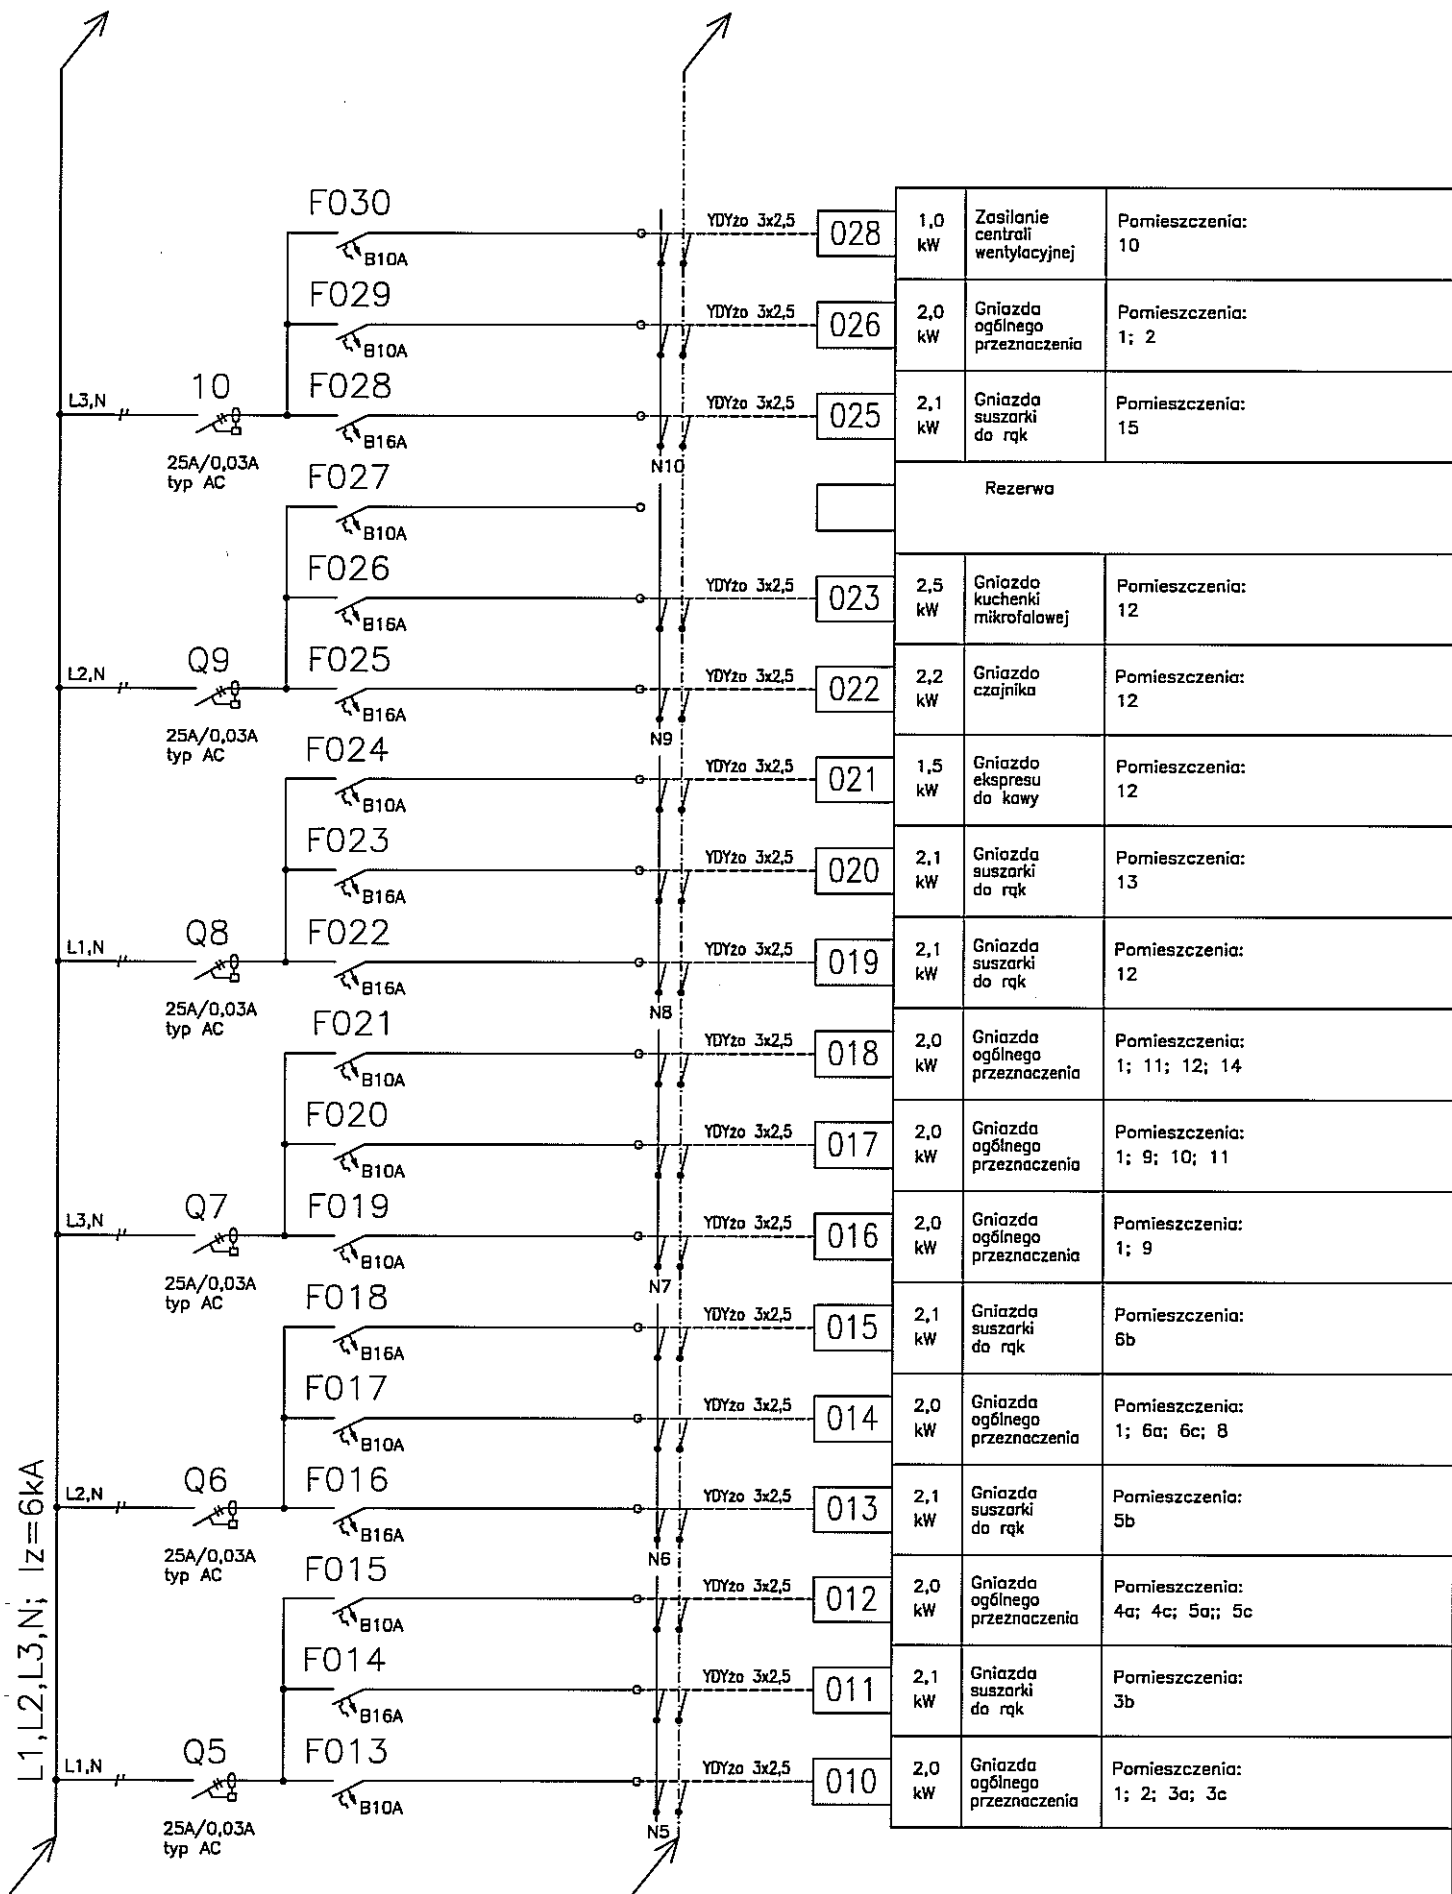 F030
B10A
YDYżo 3x2,5
028
1,0
kW
Zasilanie
centrali
wentylacyjnej
Pomieszczenia:
10
F029
B10A
YDYżo 3x2,5
026
2,0
kW
Gniazda
ogólnego
przeznaczenia
Pomieszczenia:
1; 2
L3,N
10
25A/0,03A
typ AC
F028
B16A
YDYżo 3x2,5
N10
025
2,1
kW
Gniazda
suszarki
do rąk
Pomieszczenia:
15
F027
B10A
Rezerwa
F026
B16A
YDYżo 3x2,5
023
2,5
kW
Gniazdo
kuchenki
mikrofalowej
Pomieszczenia:
12
L2,N
Q9
25A/0,03A
typ AC
F025
B16A
YDYżo 3x2,5
N9
022
2,2
kW
Gniazdo
czajnika
Pomieszczenia:
12
F024
B10A
YDYżo 3x2,5
021
1,5
kW
Gniazdo
ekspresu
do kawy
Pomieszczenia:
12
F023
B16A
YDYżo 3x2,5
020
2,1
kW
Gniazda
suszarki
do rąk
Pomieszczenia:
13
L1,N
Q8
25A/0,03A
typ AC
F022
B16A
YDYżo 3x2,5
N8
019
2,1
kW
Gniazda
suszarki
do rąk
Pomieszczenia:
12
F021
B10A
YDYżo 3x2,5
018
2,0
kW
Gniazda
ogólnego
przeznaczenia
Pomieszczenia:
1; 11; 12; 14
F020
B10A
YDYżo 3x2,5
017
2,0
kW
Gniazda
ogólnego
przeznaczenia
Pomieszczenia:
1; 9; 10; 11
L3,N
Q7
25A/0,03A
typ AC
F019
B10A
YDYżo 3x2,5
N7
016
2,0
kW
Gniazda
ogólnego
przeznaczenia
Pomieszczenia:
1; 9
F018
B16A
YDYżo 3x2,5
015
2,1
kW
Gniazda
suszarki
do rąk
Pomieszczenia:
6b
F017
B10A
YDYżo 3x2,5
014
2,0
kW
Gniazda
ogólnego
przeznaczenia
Pomieszczenia:
1; 6a; 6c; 8
L2,N
Q6
25A/0,03A
typ AC
F016
B16A
YDYżo 3x2,5
N6
013
2,1
kW
Gniazda
suszarki
do rąk
Pomieszczenia:
5b
F015
B10A
YDYżo 3x2,5
012
2,0
kW
Gniazda
ogólnego
przeznaczenia
Pomieszczenia:
4a; 4c; 5a;; 5c
F014
B16A
YDYżo 3x2,5
011
2,1
kW
Gniazda
suszarki
do rąk
Pomieszczenia:
3b
L1,N
Q5
25A/0,03A
typ AC
F013
B10A
YDYżo 3x2,5
N5
010
2,0
kW
Gniazda
ogólnego
przeznaczenia
Pomieszczenia:
1; 2; 3a; 3c
L1,L2,L3,N; Iz=6kA